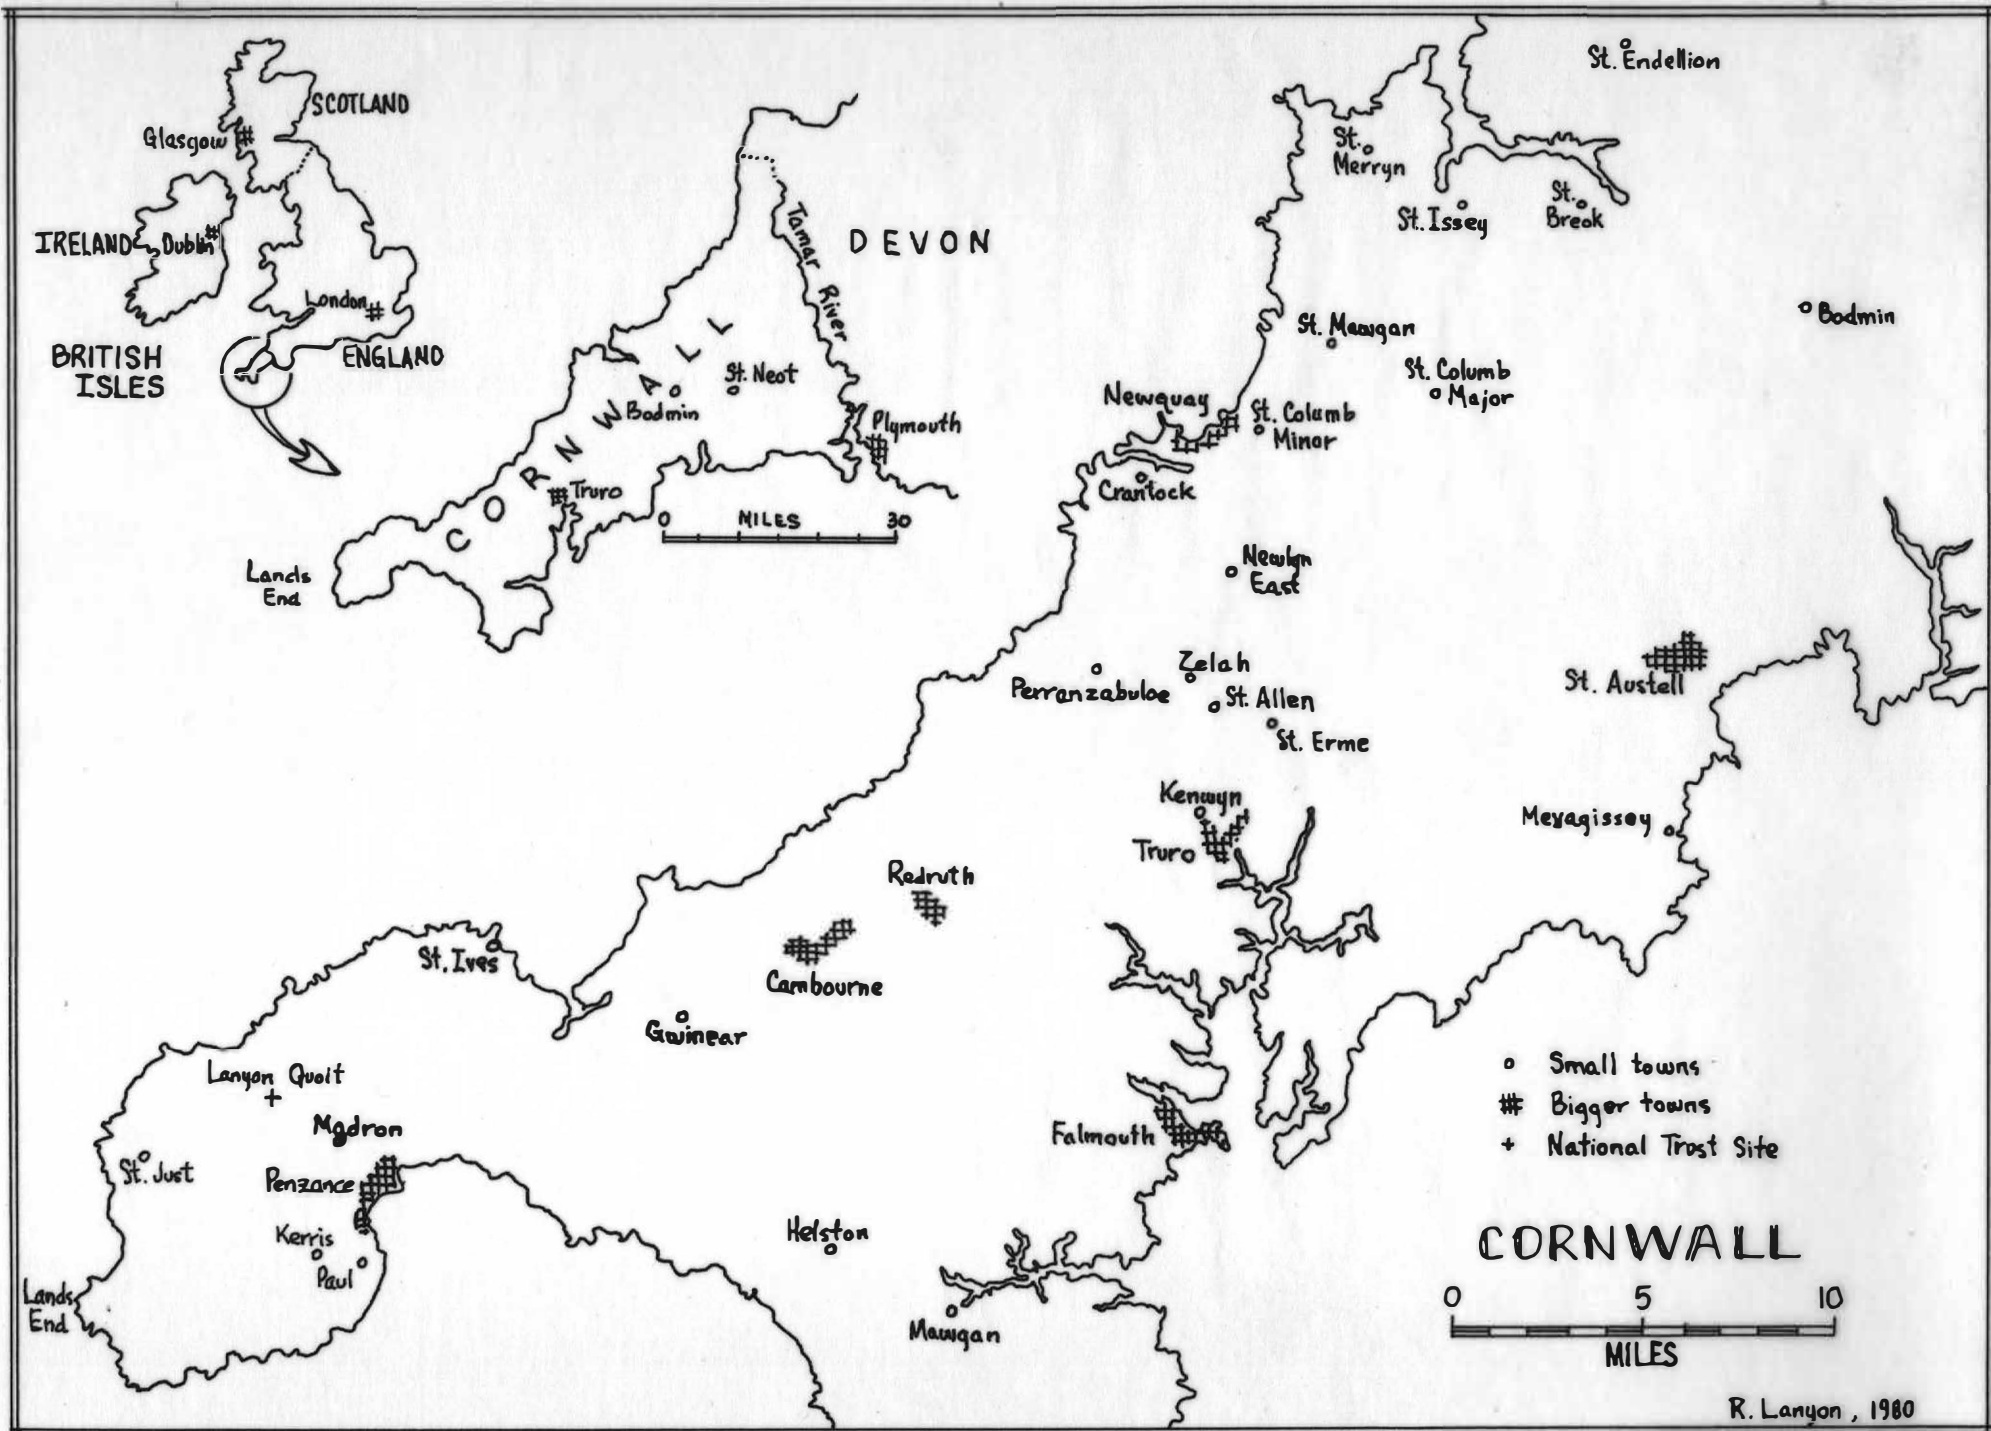 SCOTLAND
Glasgow
IRELAND
Dublin
London
BRITISH
ISLES
ENGLAND
DEVON
Tamar River
CORNWALL
St. Neot
Bodmin
Plymouth
Truro
Lands
End
0 MILES 30
St. Endellion
St.
Merryn
St. Issey
St.
Breok
Bodmin
St. Mawgan
St. Columb
Major
Newquay
St. Columb
Minor
Crantock
Newlyn
East
Zelah
Perranzabuloe
St. Allen
St. Erme
St. Austell
Kenwyn
Truro
Mevagissey
Redruth
Cambourne
St. Ives
Gwinear
Lanyon Quoit
Madron
St. Just
Penzance
Kerris
Paul
Lands
End
Falmouth
Helston
Mawgan
Small towns
Bigger towns
National Trost Site
CORNWALL
0 5 10
MILES
R. Lanyon, 1980